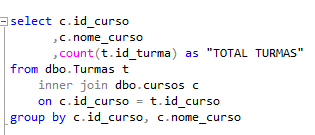 select c.id_curso
,c.nome_curso
,count(t.id_turma) as "TOTAL TURMAS"
from dbo.Turmas t
inner join dbo.cursos c
on c.id_curso = t.id_curso
group by c.id_curso, c.nome_curso